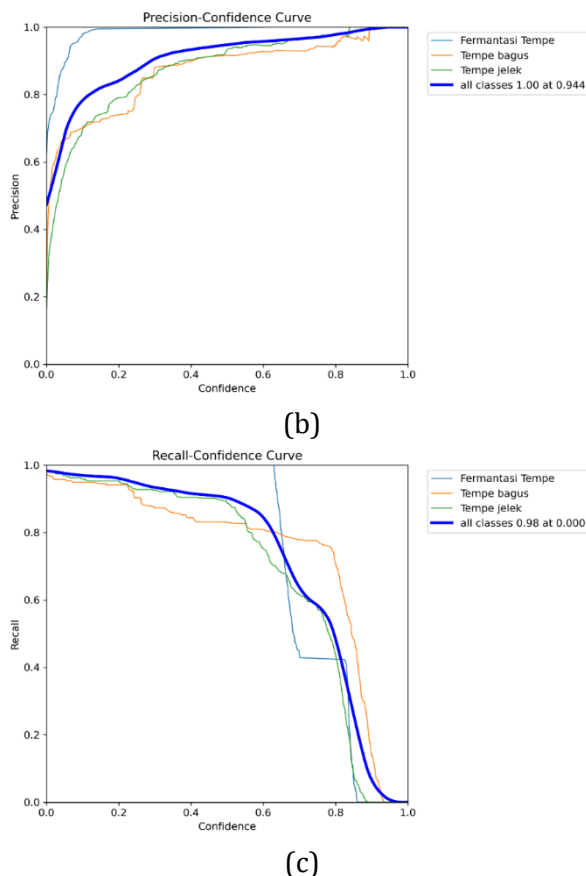 Precision-Confidence Curve
1.0
0.8
0.6
0.4
0.2
0.0
Precision
0.0 0.2 0.4 0.6 0.8 1.0
Confidence
Fermantasi Tempe
Tempe bagus
Tempe jelek
all classes 1.00 at 0.944
(b)
Recall-Confidence Curve
1.0
0.8
0.6
0.4
0.2
0.0
Recall
0.0 0.2 0.4 0.6 0.8 1.0
Confidence
Fermantasi Tempe
Tempe bagus
Tempe jelek
all classes 0.98 at 0.000
(c)